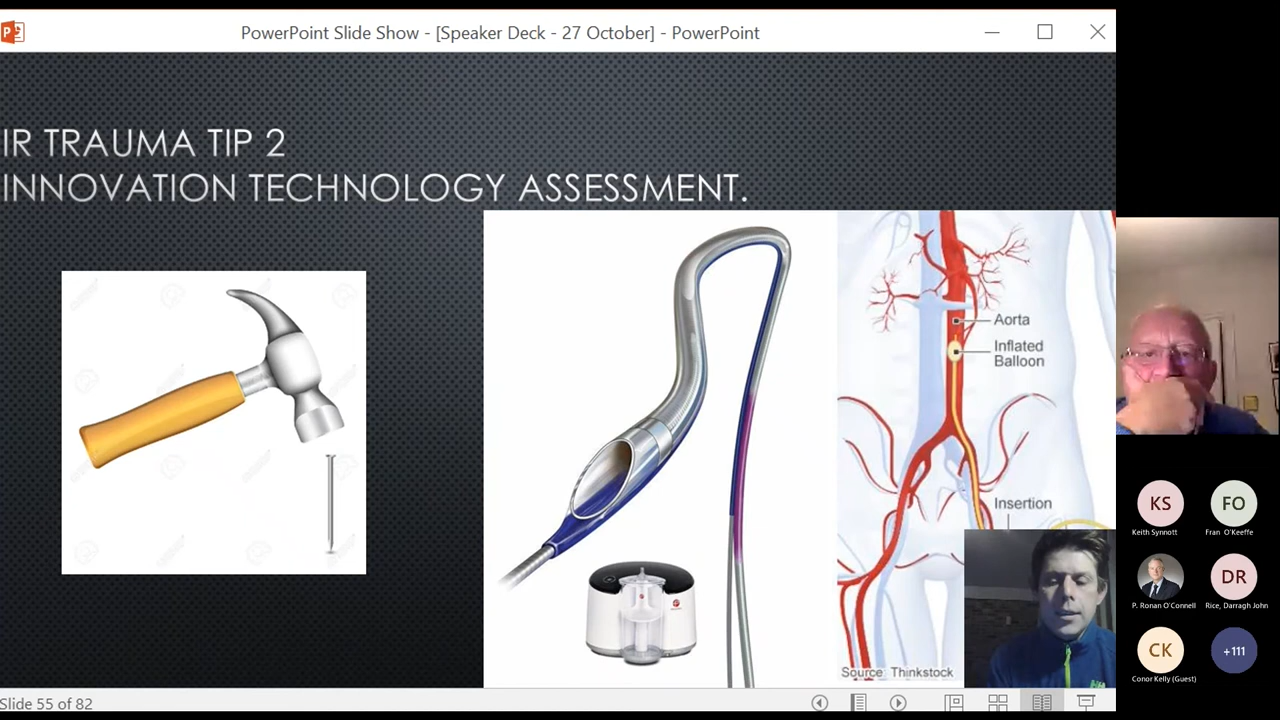 PowerPoint Slide Show - [Speaker Deck - 27 October] - PowerPoint
IR TRAUMA TIP 2
INNOVATION TECHNOLOGY ASSESSMENT.
Aorta
Inflated
Balloon
Insertion
Source: Thinkstock
KS
FO
Keith Synnott
Fran O'Keeffe
DR
P. Ronan O'Connell
Rice, Darragh John
CK
+111
Conor Kelly (Guest)
Slide 55 of 82